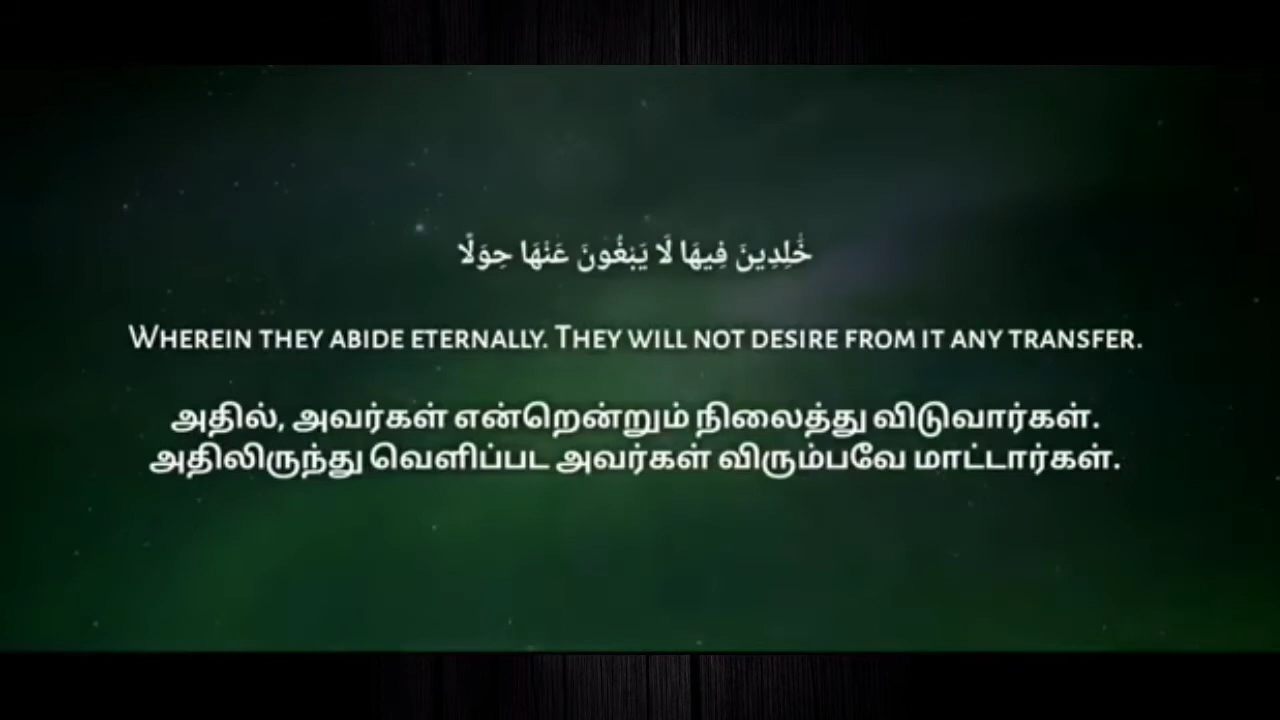 خَٰلِدِينَ فِيهَا لَا يَبْغُونَ عَنْهَا حِوَلًا
Wherein they abide eternally. They will not desire from it any transfer.
அதில், அவர்கள் என்றென்றும் நிலைத்து விடுவார்கள்.
அதிலிருந்து வெளிப்பட அவர்கள் விரும்பவே மாட்டார்கள்.